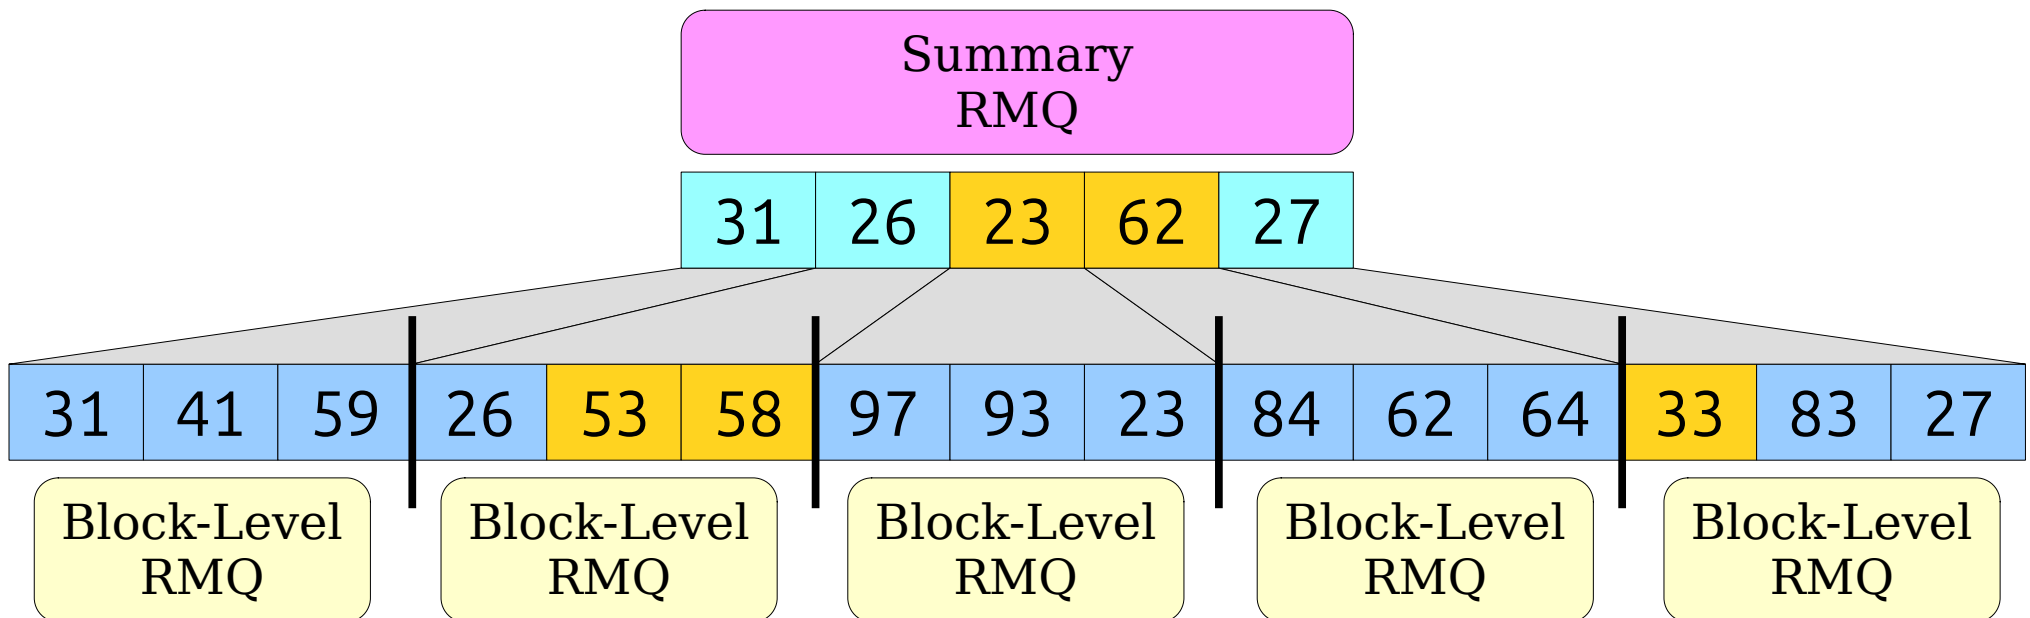 Summary
RMQ
31 26 23 62 27
31 41 59 26 53 58 97 93 23 84 62 64 33 83 27
Block-Level Block-Level Block-Level Block-Level Block-Level
RMQ RMQ RMQ RMQ RMQ